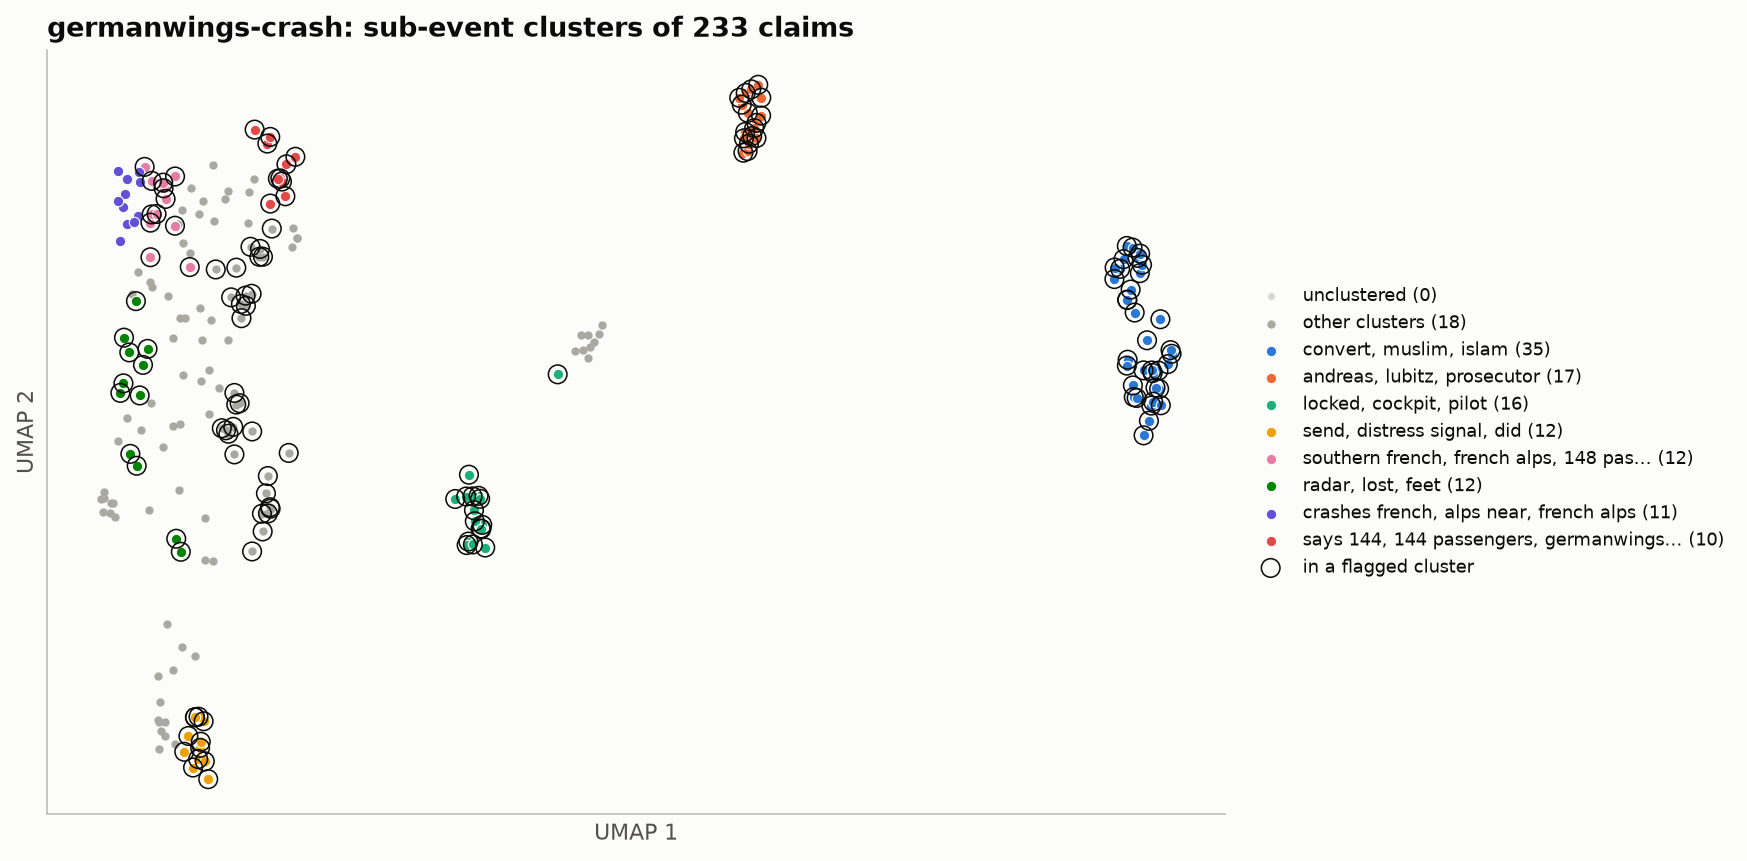 germanwings-crash: sub-event clusters of 233 claims
UMAP 2
UMAP 1
unclustered (0)
other clusters (18)
convert, muslim, islam (35)
andreas, lubitz, prosecutor (17)
locked, cockpit, pilot (16)
send, distress signal, did (12)
southern french, french alps, 148 pas… (12)
radar, lost, feet (12)
crashes french, alps near, french alps (11)
says 144, 144 passengers, germanwings… (10)
in a flagged cluster